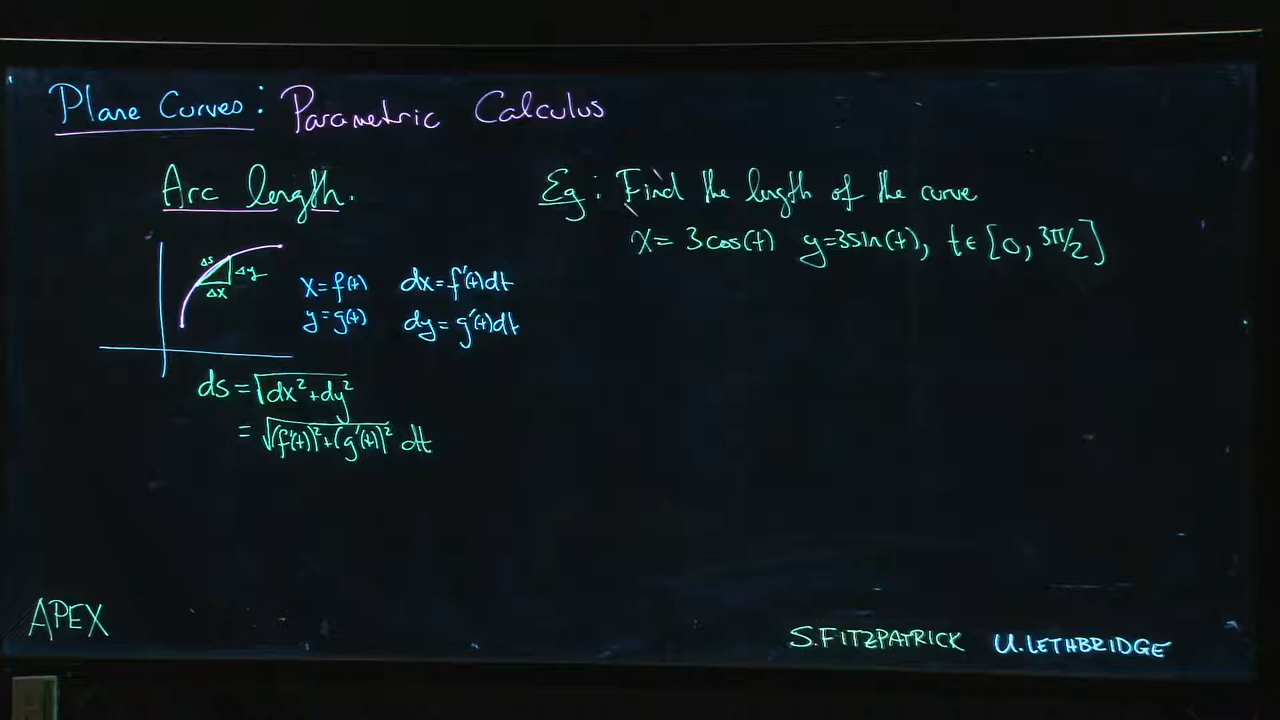 Plane Curves: Parametric Calculus
Arc length.
Δs Δy
Δx
x=f(t) dx=f'(t)dt
y=g(t) dy=g'(t)dt
ds=√dx²+dy²
=√(f'(t))²+(g'(t))² dt
Eg: Find the length of the curve
x=3cos(t) y=3sin(t), t∈[0, 3π/2]
APEX
S.FITZPATRICK U.LETHBRIDGE